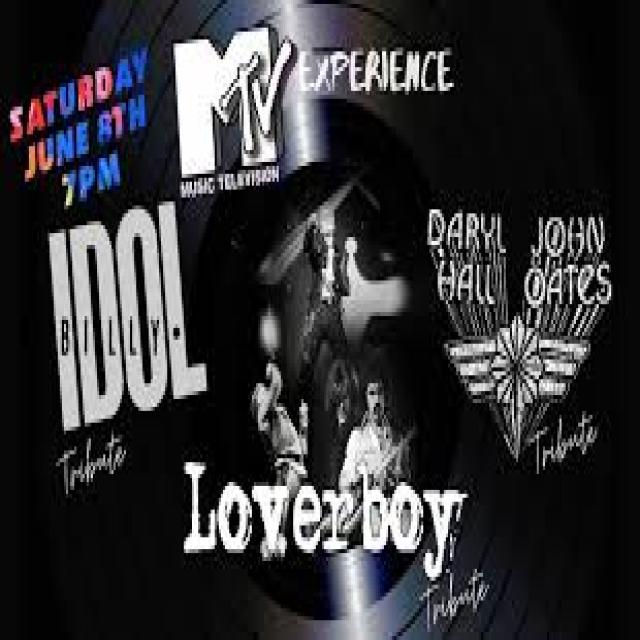 SATURDAY
JUNE 8TH
7PM
MTV
EXPERIENCE
MUSIC TELEVISION
IDOL
BILLY
Tribute
DARYL JOHN
HALL OATES
Tribute
Loverboy
Tribute